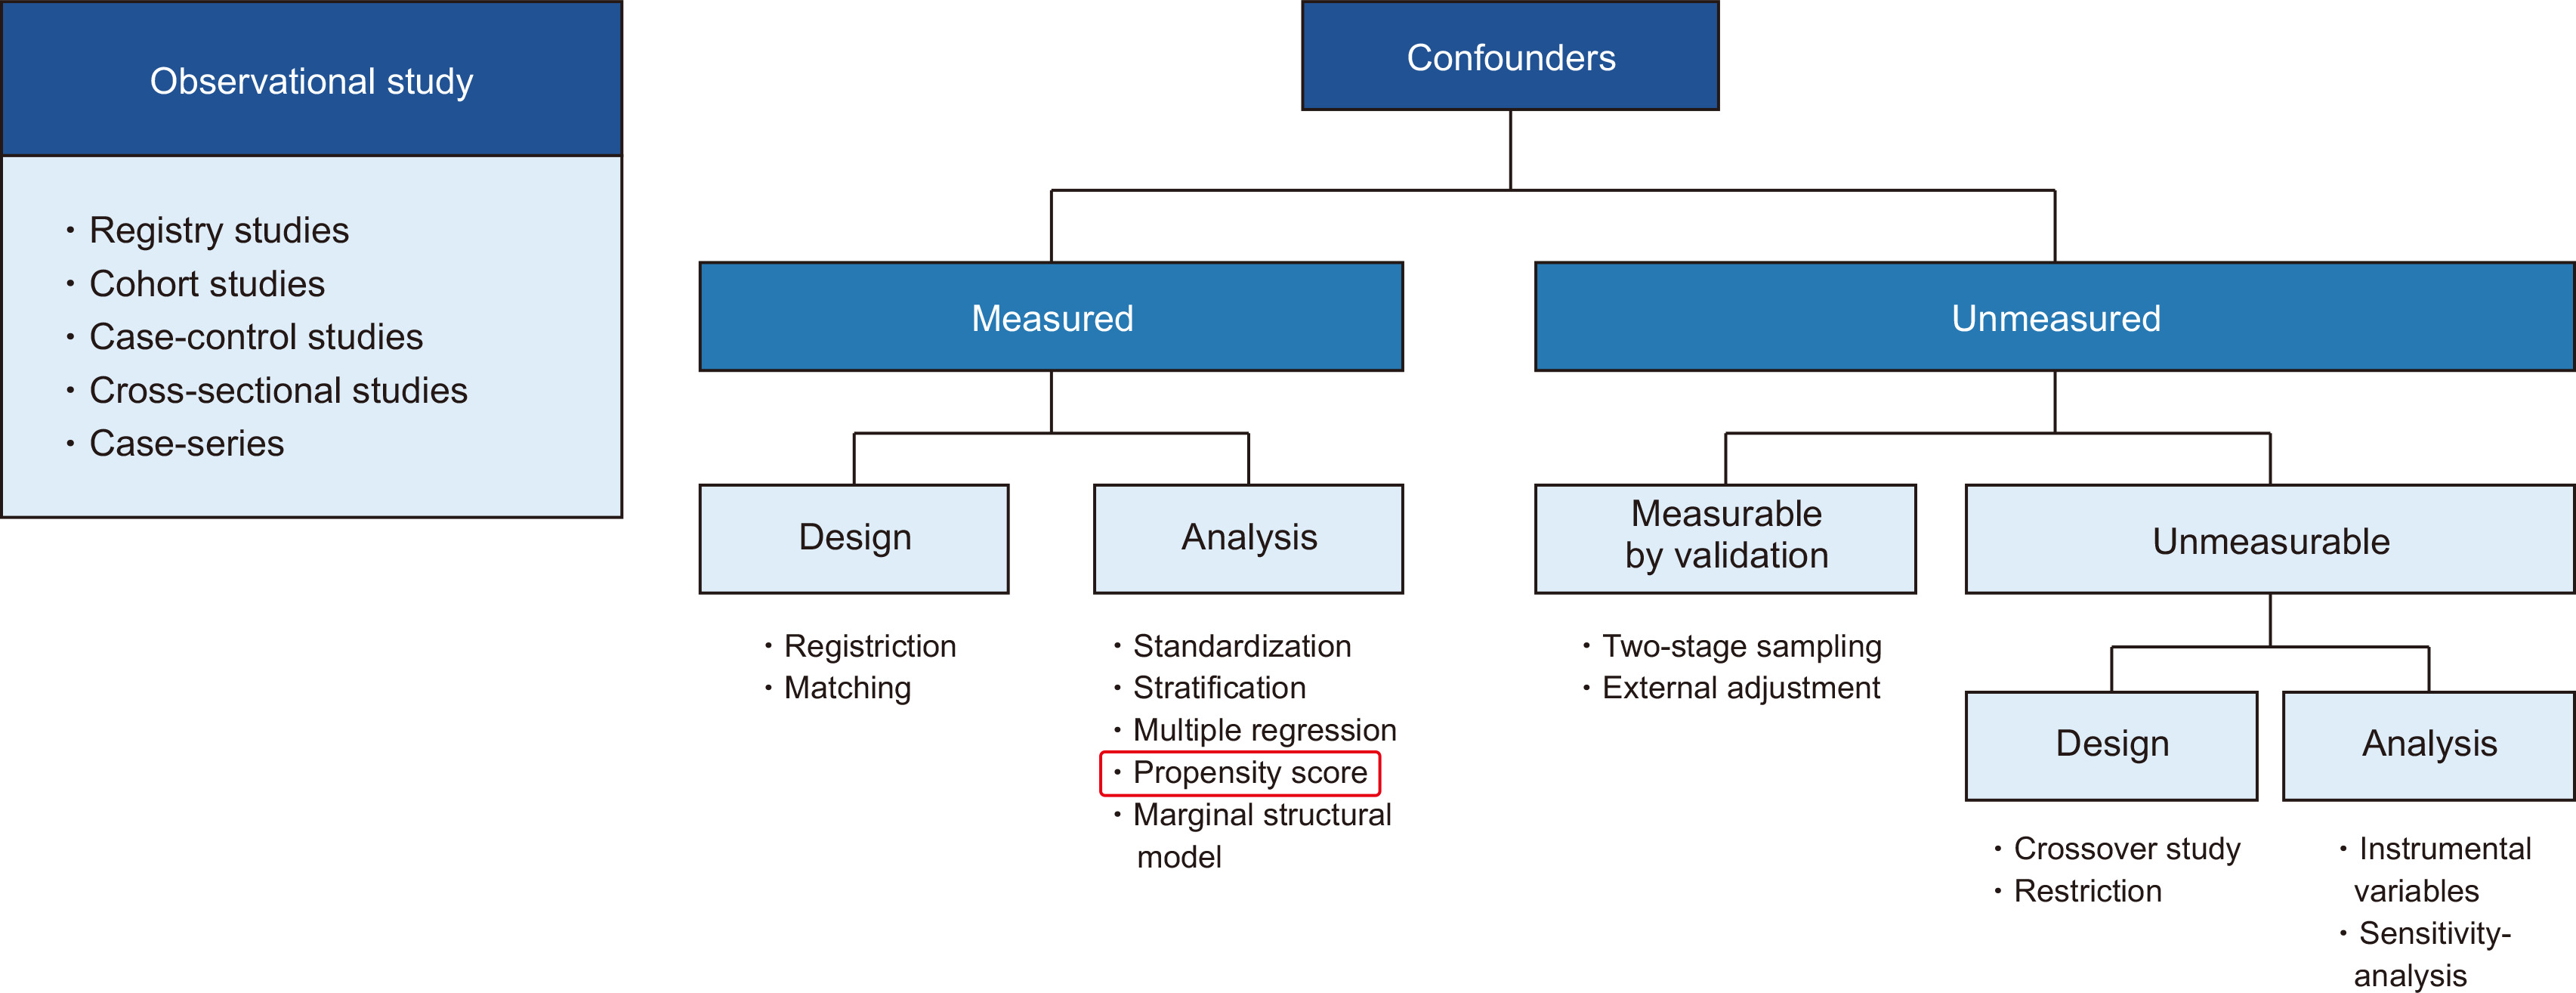 Observational study
・Registry studies
・Cohort studies
・Case-control studies
・Cross-sectional studies
・Case-series
Confounders
Measured
Unmeasured
Design
・Registriction
・Matching
Analysis
・Standardization
・Stratification
・Multiple regression
・Propensity score
・Marginal structural
model
Measurable
by validation
・Two-stage sampling
・External adjustment
Unmeasurable
Design
・Crossover study
・Restriction
Analysis
・Instrumental
variables
・Sensitivity-
analysis